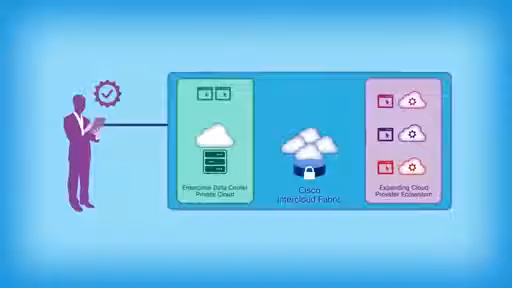 Enterprise Data Center
Private Cloud
Cisco
Intercloud Fabric
Expanding Cloud
Provider Ecosystem